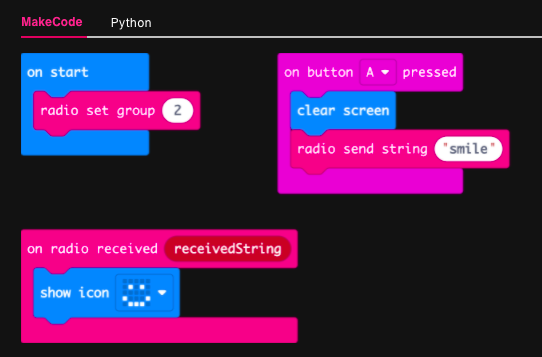 MakeCode Python
on start
radio set group 2
on button A pressed
clear screen
radio send string "smile"
on radio received receivedString
show icon